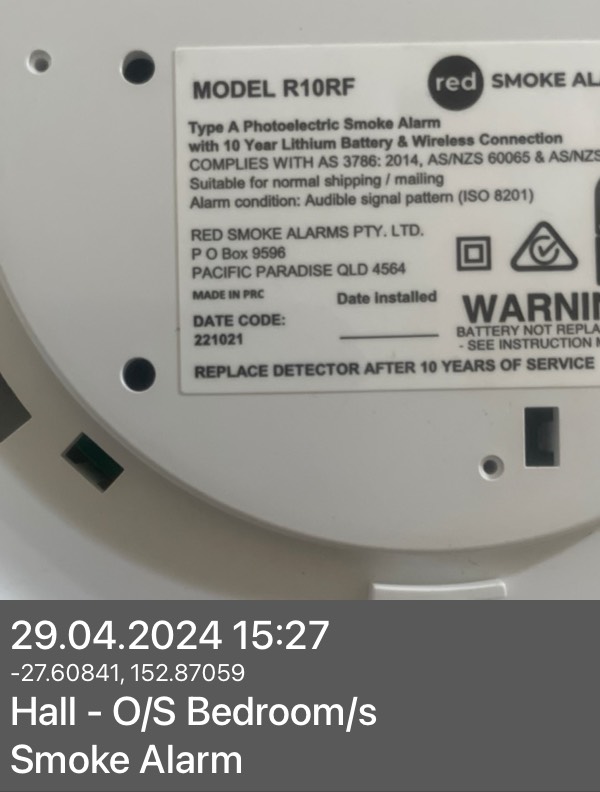 MODEL R10RF
red SMOKE AL
Type A Photoelectric Smoke Alarm
with 10 Year Lithium Battery & Wireless Connection
COMPLIES WITH AS 3786: 2014, AS/NZS 60065 & AS/NZS
Suitable for normal shipping / mailing
Alarm condition: Audible signal pattern (ISO 8201)
RED SMOKE ALARMS PTY. LTD.
P O Box 9596
PACIFIC PARADISE QLD 4564
MADE IN PRC
Date installed
DATE CODE:
221021
WARNIN
BATTERY NOT REPLA
- SEE INSTRUCTION M
REPLACE DETECTOR AFTER 10 YEARS OF SERVICE
29.04.2024 15:27
-27.60841, 152.87059
Hall - O/S Bedroom/s
Smoke Alarm